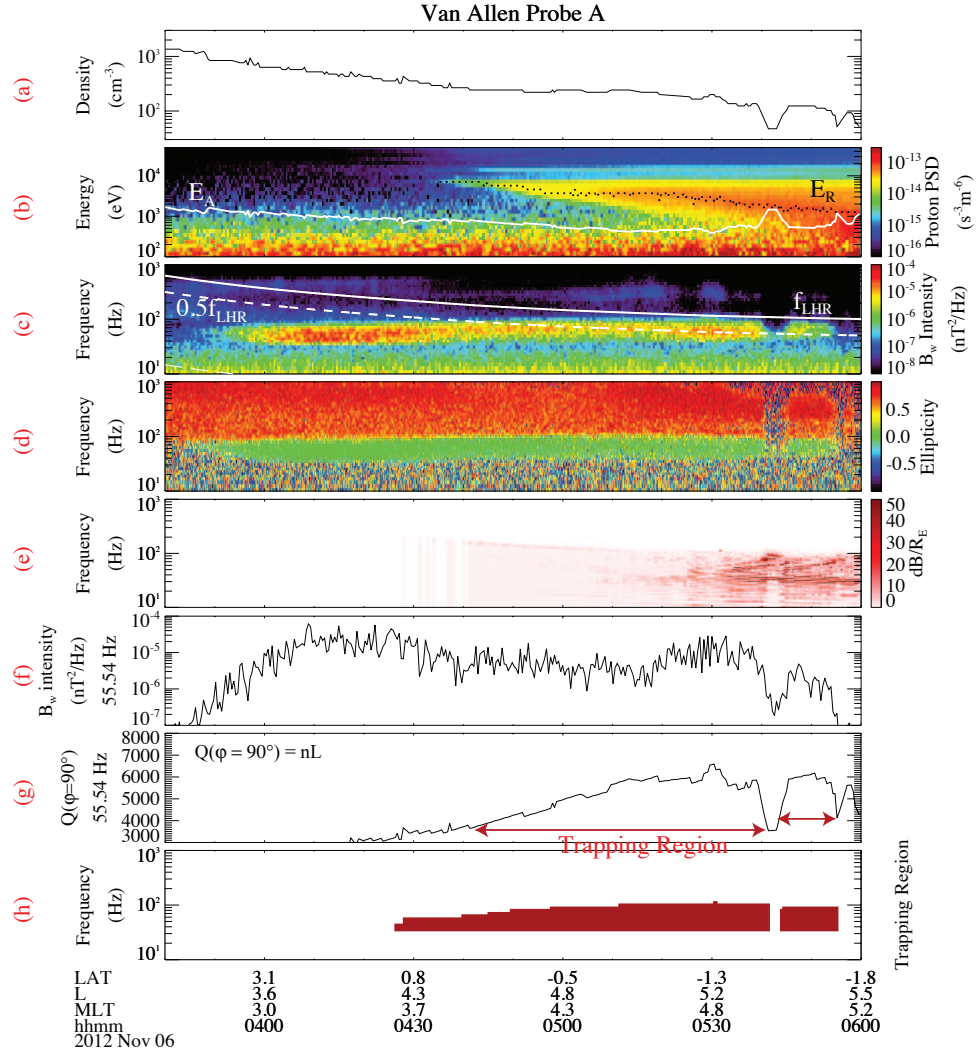 Van Allen Probe A
(a)
Density
(cm⁻³)
10³
10²
(b)
Energy
(eV)
10⁴
10³
10²
E_A
E_R
10⁻¹³
10⁻¹⁴
10⁻¹⁵
10⁻¹⁶
Proton PSD
(s³m⁻⁶)
(c)
Frequency
(Hz)
10³
10²
10¹
0.5f_LHR
f_LHR
10⁻⁴
10⁻⁵
10⁻⁶
10⁻⁷
10⁻⁸
B_w Intensity
(nT²/Hz)
(d)
Frequency
(Hz)
10³
10²
10¹
0.5
0.0
-0.5
Ellipticity
(e)
Frequency
(Hz)
10³
10²
10¹
50
40
30
20
10
0
dB/R_E
(f)
B_w intensity
(nT²/Hz)
55.54 Hz
10⁻⁴
10⁻⁵
10⁻⁶
10⁻⁷
(g)
Q(φ=90°)
55.54 Hz
8000
7000
6000
5000
4000
3000
Q(φ = 90°) = nL
Trapping Region
(h)
Frequency
(Hz)
10³
10²
10¹
Trapping Region
LAT 3.1 0.8 -0.5 -1.3 -1.8
L 3.6 4.3 4.8 5.2 5.5
MLT 3.0 3.7 4.3 4.8 5.2
hhmm 0400 0430 0500 0530 0600
2012 Nov 06